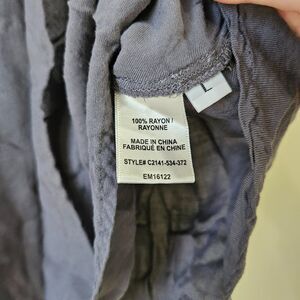 L
100% RAYON /
RAYONNE
MADE IN CHINA
FABRIQUÉ EN CHINE
STYLE# C2141-534-372
EM16122